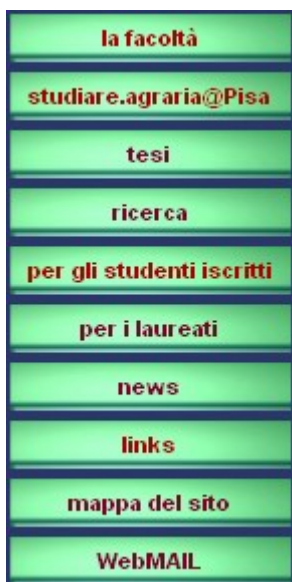 la facoltà
studiare.agraria@Pisa
tesi
ricerca
per gli studenti iscritti
per i laureati
news
links
mappa del sito
WebMAIL